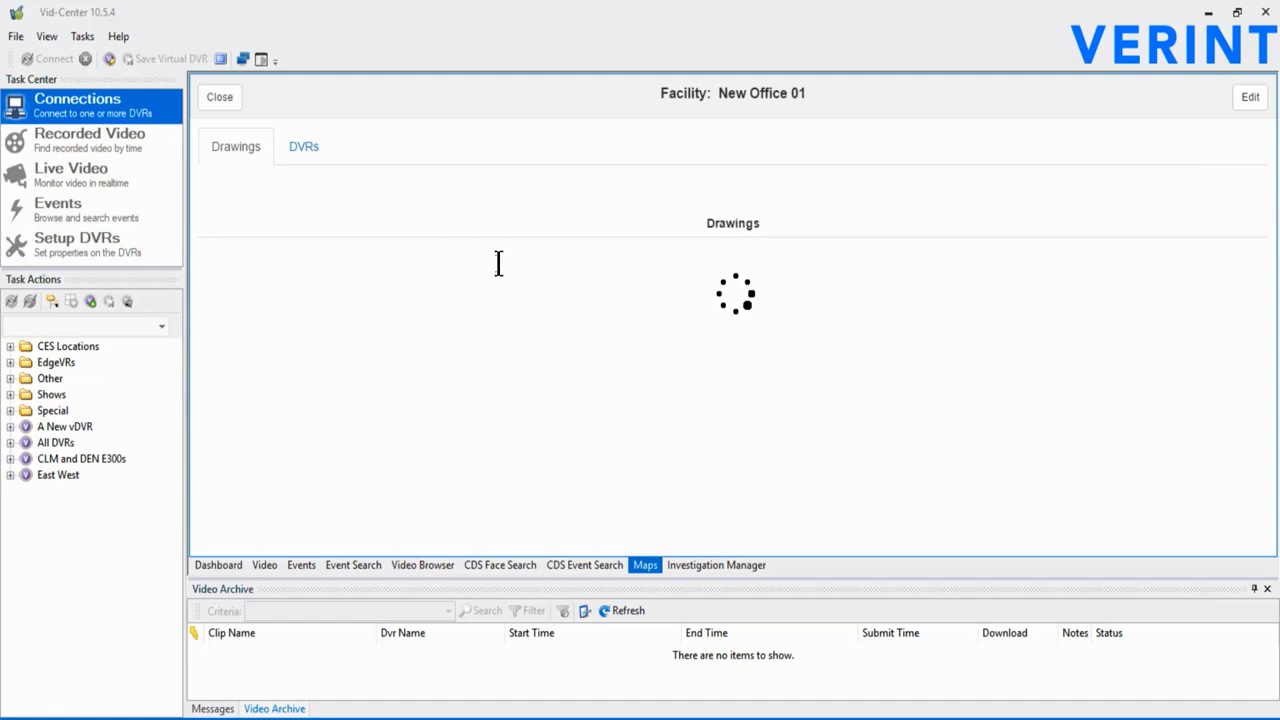 Vid-Center 10.5.4
File View Tasks Help
VERINT
Connect Save Virtual DVR
Task Center
Connections
Connect to one or more DVRs
Recorded Video
Find recorded video by time
Live Video
Monitor video in realtime
Events
Browse and search events
Setup DVRs
Set properties on the DVRs
Task Actions
CES Locations
EdgeVRs
Other
Shows
Special
A New vDVR
All DVRs
CLM and DEN E300s
East West
Close Facility: New Office 01 Edit
Drawings DVRs
Drawings
Dashboard Video Events Event Search Video Browser CDS Face Search CDS Event Search Maps Investigation Manager
Video Archive
Criteria: Search Filter Refresh
Clip Name Dvr Name Start Time End Time Submit Time Download Notes Status
There are no items to show.
Messages Video Archive